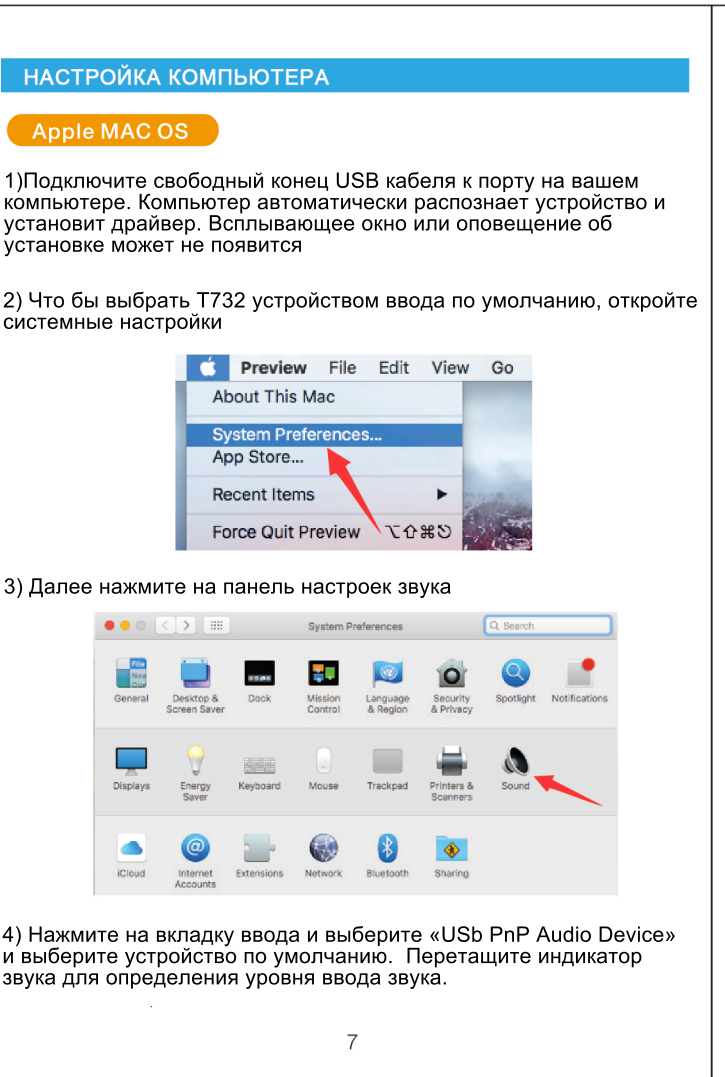 НАСТРОЙКА КОМПЬЮТЕРА
Apple MAC OS
1)Подключите свободный конец USB кабеля к порту на вашем
компьютере. Компьютер автоматически распознает устройство и
установит драйвер. Всплывающее окно или оповещение об
установке может не появится
2) Что бы выбрать T732 устройством ввода по умолчанию, откройте
системные настройки
Preview File Edit View Go
About This Mac
System Preferences...
App Store...
Recent Items ▶
Force Quit Preview ⌥⇧⌘⎋
3) Далее нажмите на панель настроек звука
System Preferences
Search
File
New
General
Desktop &
Screen Saver
Dock
Mission
Control
Language
& Region
Security
& Privacy
Spotlight
Notifications
Displays
Energy
Saver
Keyboard
Mouse
Trackpad
Printers &
Scanners
Sound
iCloud
Internet
Accounts
Extensions
Network
Bluetooth
Sharing
4) Нажмите на вкладку ввода и выберите «USb PnP Audio Device»
и выберите устройство по умолчанию. Перетащите индикатор
звука для определения уровня ввода звука.
7